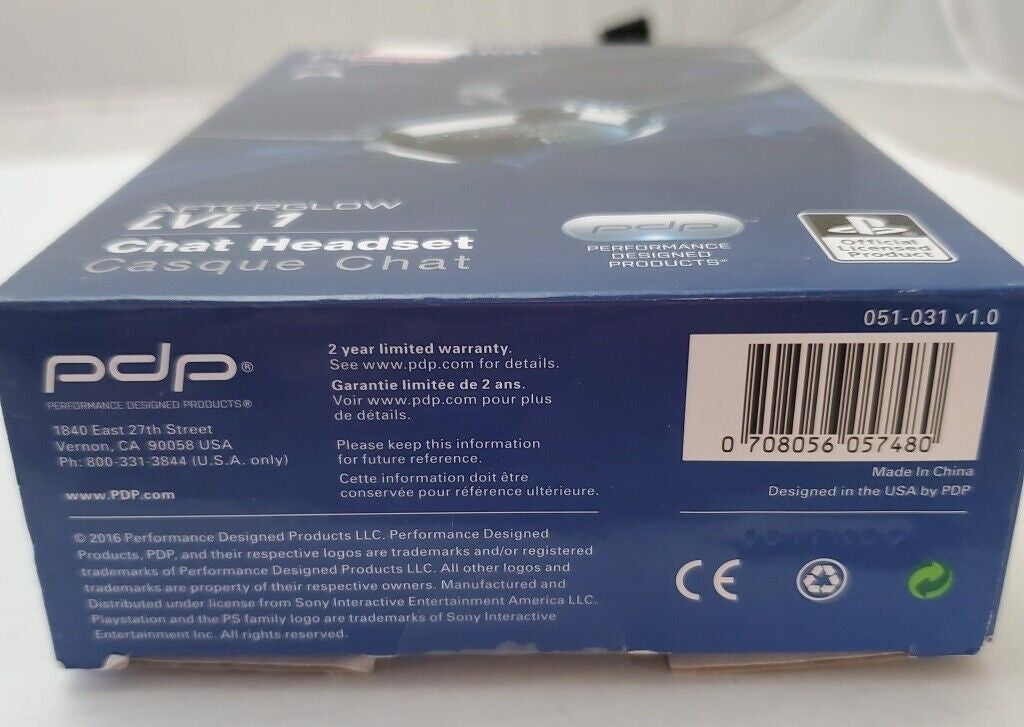 AFTERGLOW
LVL 1
Chat Headset
Casque Chat
pdp™
PERFORMANCE
DESIGNED
PRODUCTS
Official
Licensed
Product
051-031 v1.0
pdp®
PERFORMANCE DESIGNED PRODUCTS®
1840 East 27th Street
Vernon, CA 90058 USA
Ph: 800-331-3844 (U.S.A. only)
www.PDP.com
2 year limited warranty.
See www.pdp.com for details.
Garantie limitée de 2 ans.
Voir www.pdp.com pour plus
de détails.
Please keep this information
for future reference.
Cette information doit être
conservée pour référence ultérieure.
0 708056 057480
Made In China
Designed in the USA by PDP
© 2016 Performance Designed Products LLC. Performance Designed
Products, PDP, and their respective logos are trademarks and/or registered
trademarks of Performance Designed Products LLC. All other logos and
trademarks are property of their respective owners. Manufactured and
Distributed under license from Sony Interactive Entertainment America LLC.
Playstation and the PS family logo are trademarks of Sony Interactive
Entertainment Inc. All rights reserved.
CE